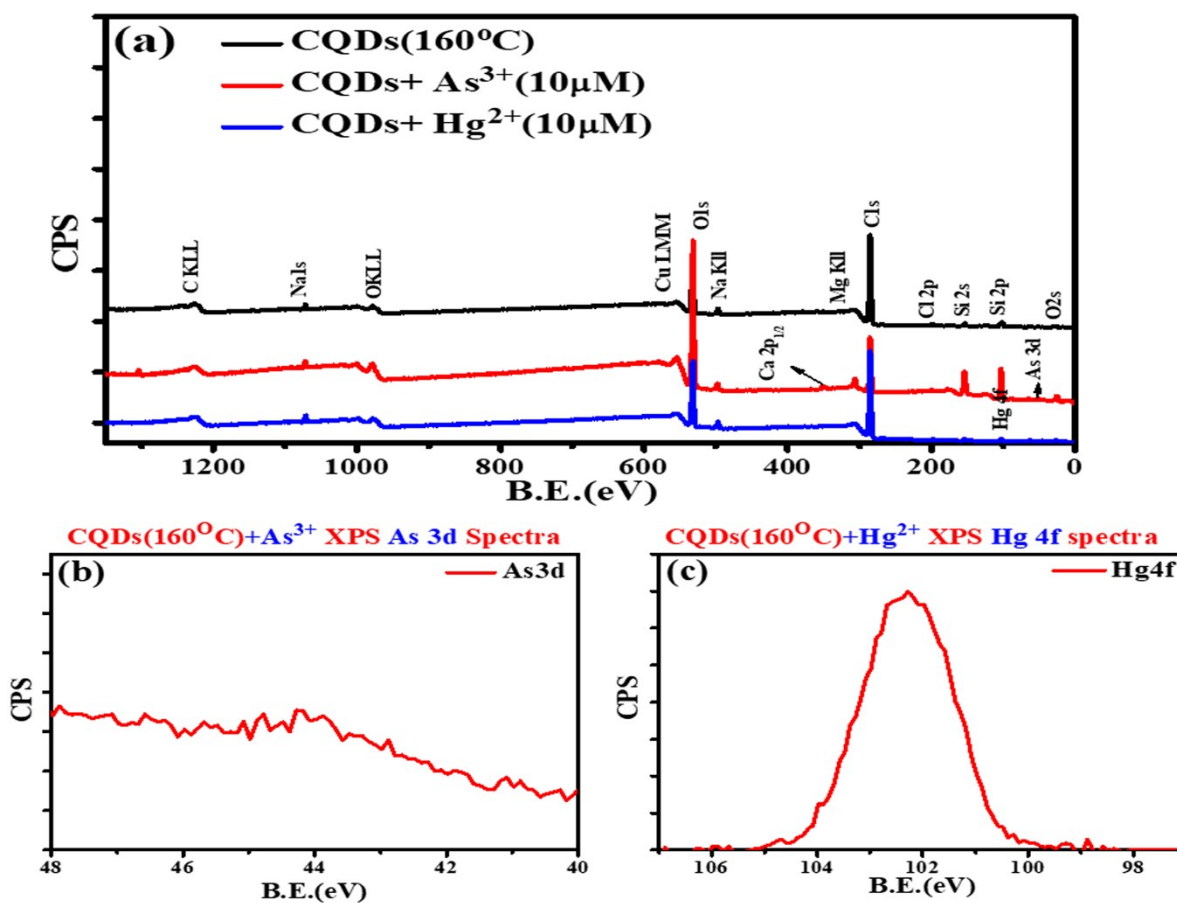 (a)
CQDs(160⁰C)
CQDs+ As³⁺(10μM)
CQDs+ Hg²⁺(10μM)
CPS
C KLL
Na1s
OKLL
Cu LMM
O1s
Na Kll
Mg Kll
C1s
Cl 2p
Si 2s
Si 2p
O2s
Ca 2p₁/₂
As 3d
Hg 4f
1200 1000 800 600 400 200 0
B.E.(eV)
CQDs(160ᴼC)+As³⁺ XPS As 3d Spectra
(b)
As3d
CPS
48 46 44 42 40
B.E.(eV)
CQDs(160ᴼC)+Hg²⁺ XPS Hg 4f spectra
(c)
Hg4f
CPS
106 104 102 100 98
B.E.(eV)